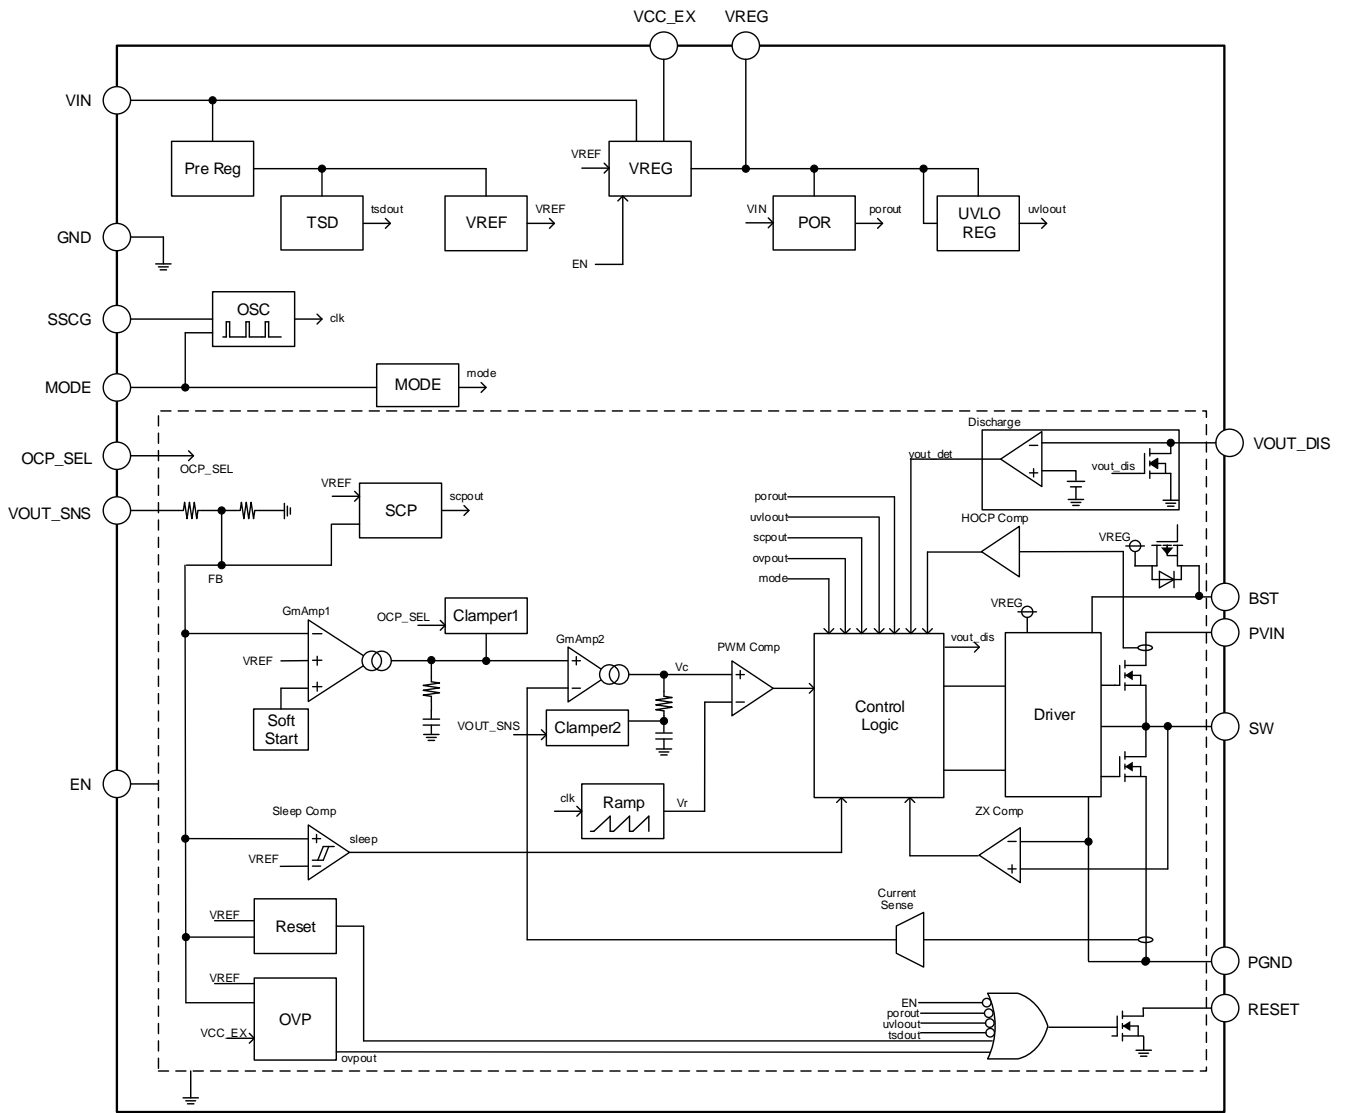 VCC_EX
VREG
VIN
Pre Reg
TSD
tsdout
VREF
VREF
VREF
VREG
EN
VIN
POR
porout
UVLO
REG
uvloout
GND
SSCG
OSC
clk
MODE
MODE
mode
OCP_SEL
OCP_SEL
VOUT_SNS
VREF
SCP
scpout
FB
Discharge
vout_det
vout_dis
VOUT_DIS
porout
uvloout
scpout
ovpout
mode
HOCP Comp
VREG
BST
VREG
PVIN
GmAmp1
VREF
Soft
Start
OCP_SEL
Clamper1
GmAmp2
Vc
PWM Comp
VOUT_SNS
Clamper2
clk
Ramp
Vr
Control
Logic
vout_dis
Driver
SW
EN
Sleep Comp
VREF
sleep
ZX Comp
Current
Sense
VREF
Reset
PGND
VREF
OVP
VCC_EX
ovpout
EN
porout
uvloout
tsdout
RESET